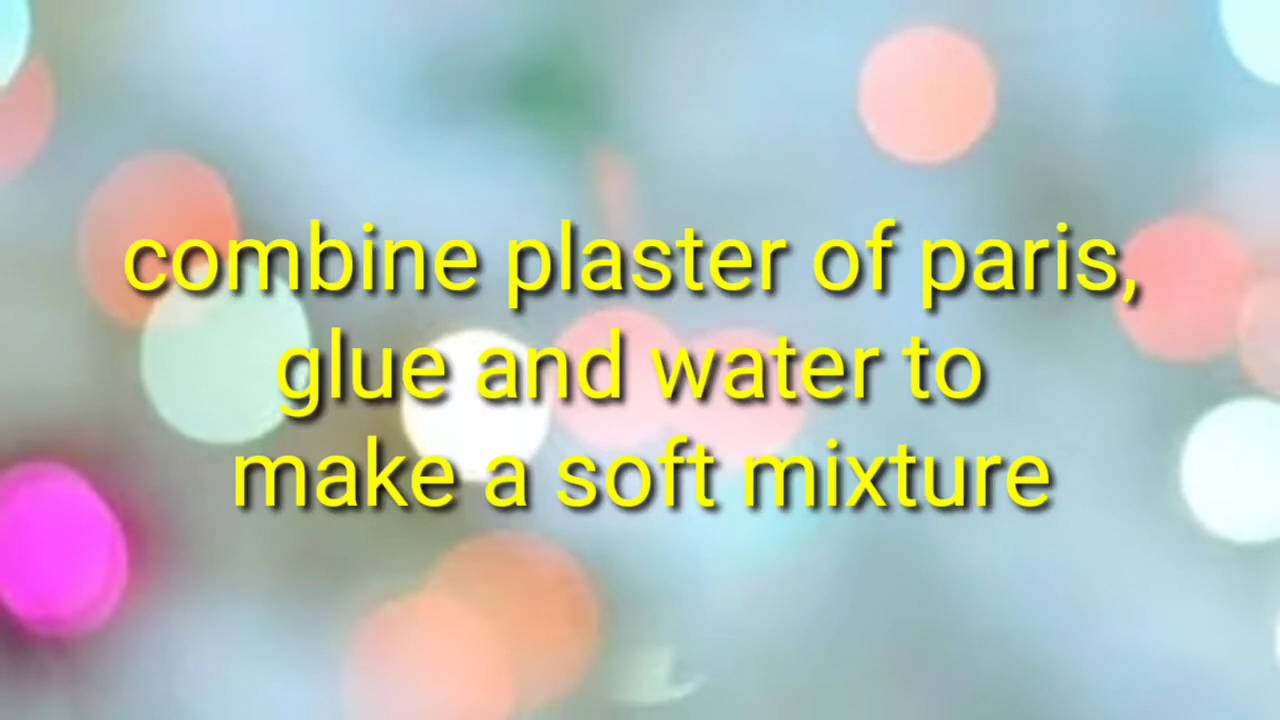 combine plaster of paris,
glue and water to
make a soft mixture